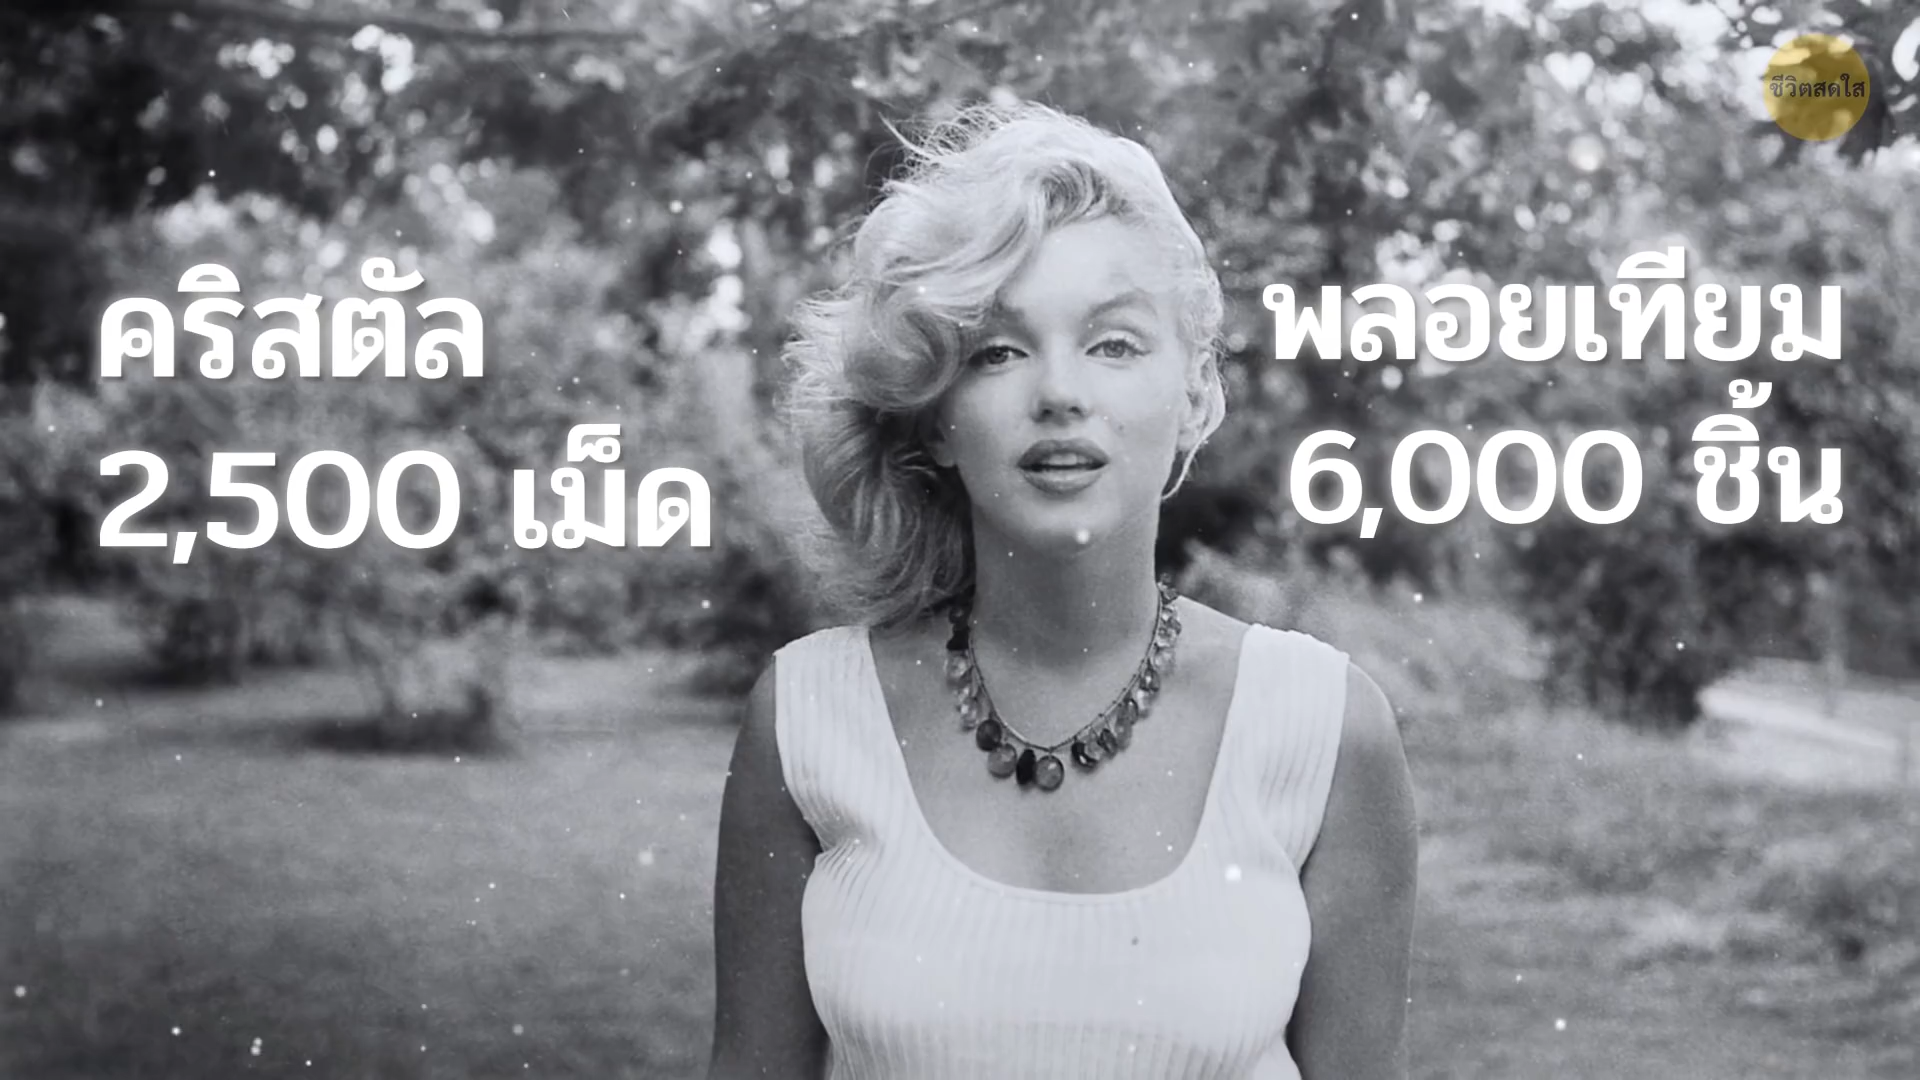 ชีวิตสดใส
คริสตัล
2,500 เม็ด
พลอยเทียม
6,000 ชิ้น